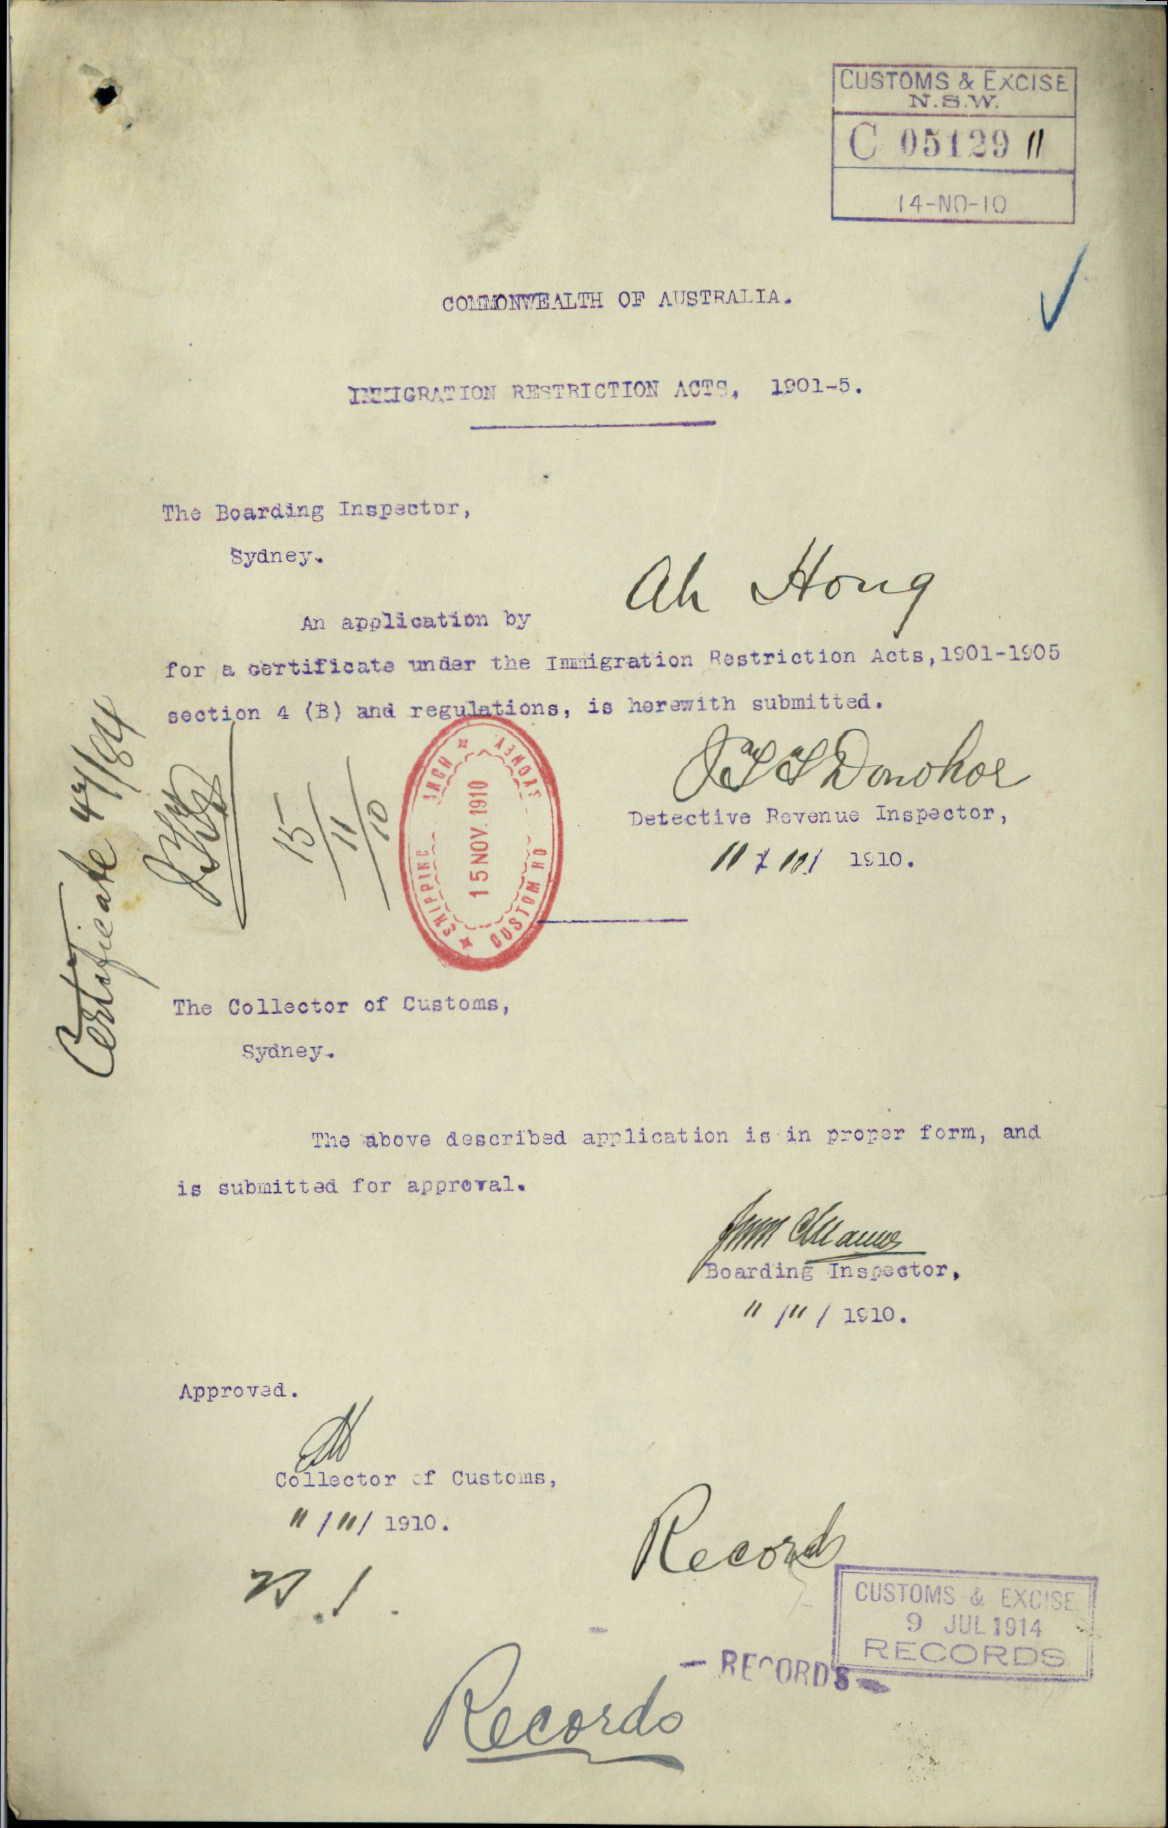 CUSTOMS & EXCISE
N.S.W.
C 05129 11
14-NO-10
COMMONWEALTH OF AUSTRALIA.
IMMIGRATION RESTRICTION ACTS, 1901-5.
The Boarding Inspector,
Sydney.
Ah Hong
An application by
for a certificate under the Immigration Restriction Acts,1901-1905
section 4 (B) and regulations, is herewith submitted.
Donohoe
Detective Revenue Inspector,
11 / 10/ 1910.
Certificate 47/84
15/11/10
SHIPPING ANCH SYDNEY
15 NOV. 1910
CUSTOM HO
The Collector of Customs,
Sydney.
The above described application is in proper form, and
is submitted for approval.
Boarding Inspector,
11 /11 / 1910.
Approved.
Collector of Customs,
11 / 11 / 1910.
Records
CUSTOMS & EXCISE
9 JUL 1914
RECORDS
- RECORDS -
Records